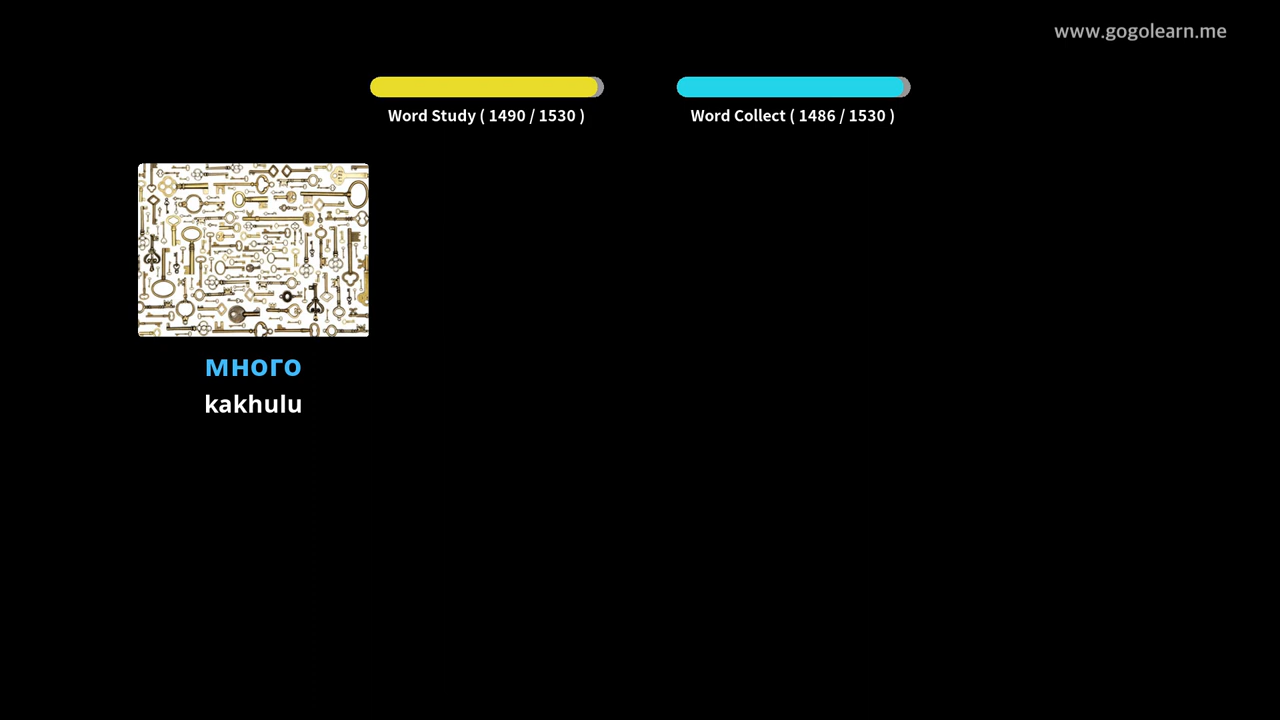 www.gogolearn.me
Word Study ( 1490 / 1530 )
Word Collect ( 1486 / 1530 )
много
kakhulu